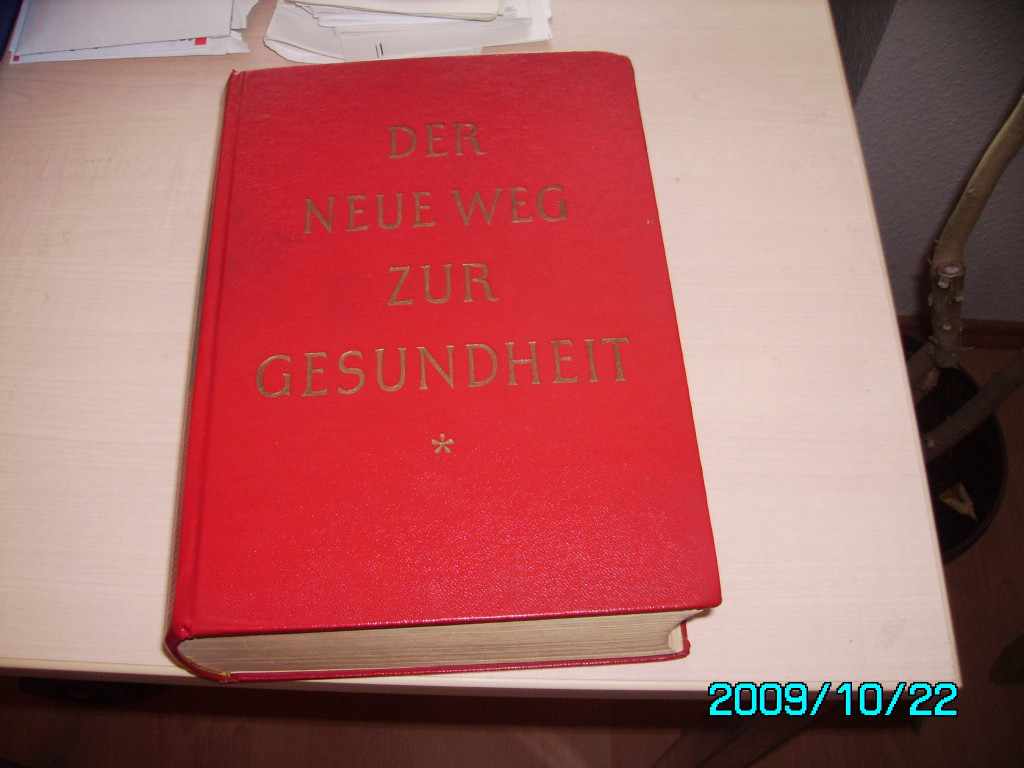 DER
NEUE WEG
ZUR
GESUNDHEIT
*
2009/10/22